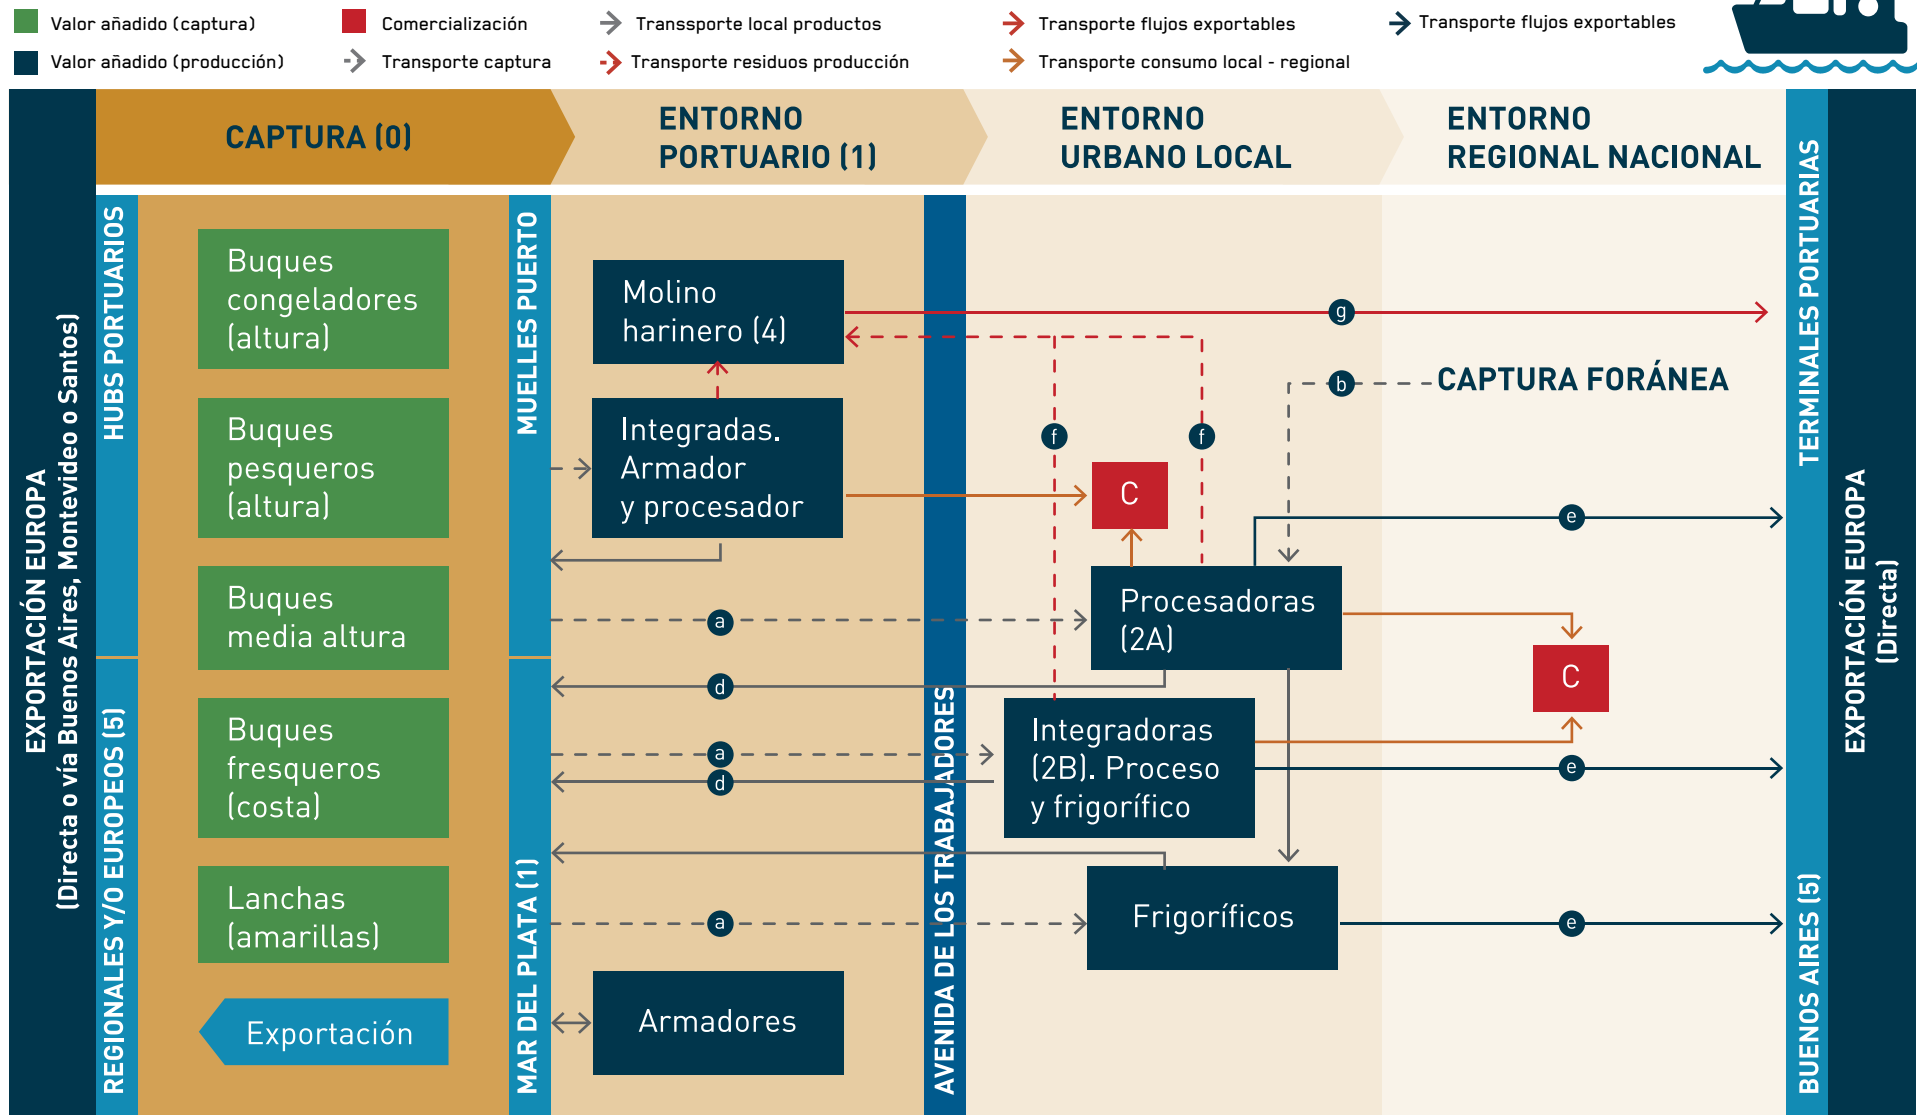 Valor añadido (captura)
Comercialización
Transsporte local productos
Transporte flujos exportables
Transporte flujos exportables
Valor añadido (producción)
Transporte captura
Transporte residuos producción
Transporte consumo local - regional
CAPTURA (0)
ENTORNO
PORTUARIO (1)
ENTORNO
URBANO LOCAL
ENTORNO
REGIONAL NACIONAL
EXPORTACIÓN EUROPA
(Directa o vía Buenos Aires, Montevideo o Santos)
HUBS PORTUARIOS
REGIONALES Y/O EUROPEOS (5)
Buques
congeladores
(altura)
Buques
pesqueros
(altura)
Buques
media altura
Buques
fresqueros
(costa)
Lanchas
(amarillas)
Exportación
MUELLES PUERTO
MAR DEL PLATA (1)
Molino
harinero (4)
Integradas.
Armador
y procesador
a
d
a
d
a
Armadores
AVENIDA DE LOS TRABAJADORES
f
f
C
Procesadoras
(2A)
Integradoras
(2B). Proceso
y frigorífico
Frigoríficos
g
b
CAPTURA FORÁNEA
e
C
e
e
TERMINALES PORTUARIAS
BUENOS AIRES (5)
EXPORTACIÓN EUROPA
(Directa)